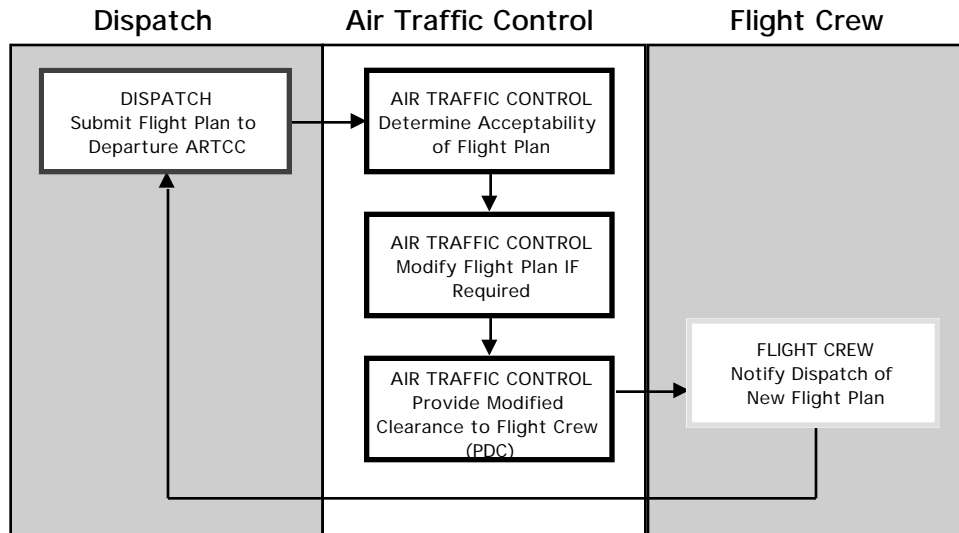 Dispatch
Air Traffic Control
Flight Crew
DISPATCH
Submit Flight Plan to
Departure ARTCC
AIR TRAFFIC CONTROL
Determine Acceptability
of Flight Plan
AIR TRAFFIC CONTROL
Modify Flight Plan IF
Required
AIR TRAFFIC CONTROL
Provide Modified
Clearance to Flight Crew
(PDC)
FLIGHT CREW
Notify Dispatch of
New Flight Plan